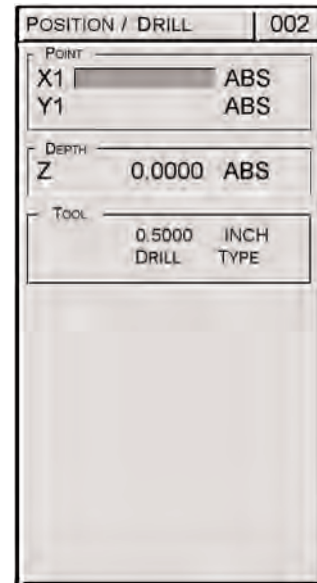 POSITION / DRILL 002
POINT
X1 ABS
Y1 ABS
DEPTH
Z 0.0000 ABS
TOOL
0.5000 INCH
DRILL TYPE